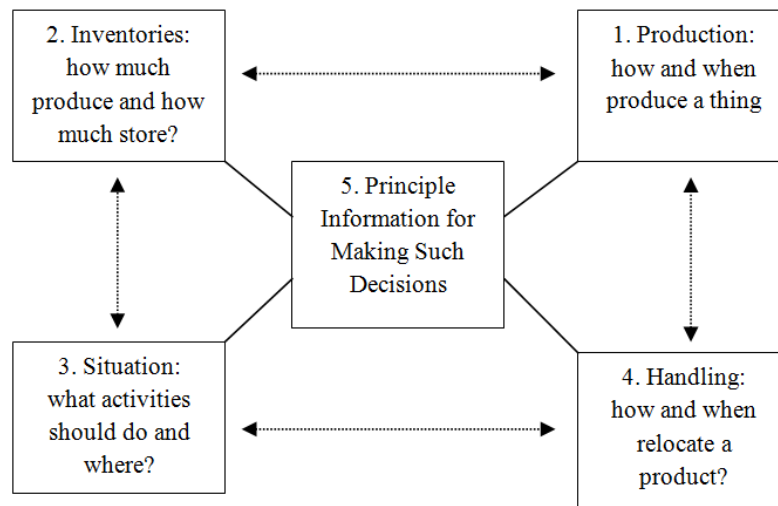 2. Inventories:
how much
produce and how
much store?
1. Production:
how and when
produce a thing
5. Principle
Information for
Making Such
Decisions
3. Situation:
what activities
should do and
where?
4. Handling:
how and when
relocate a
product?